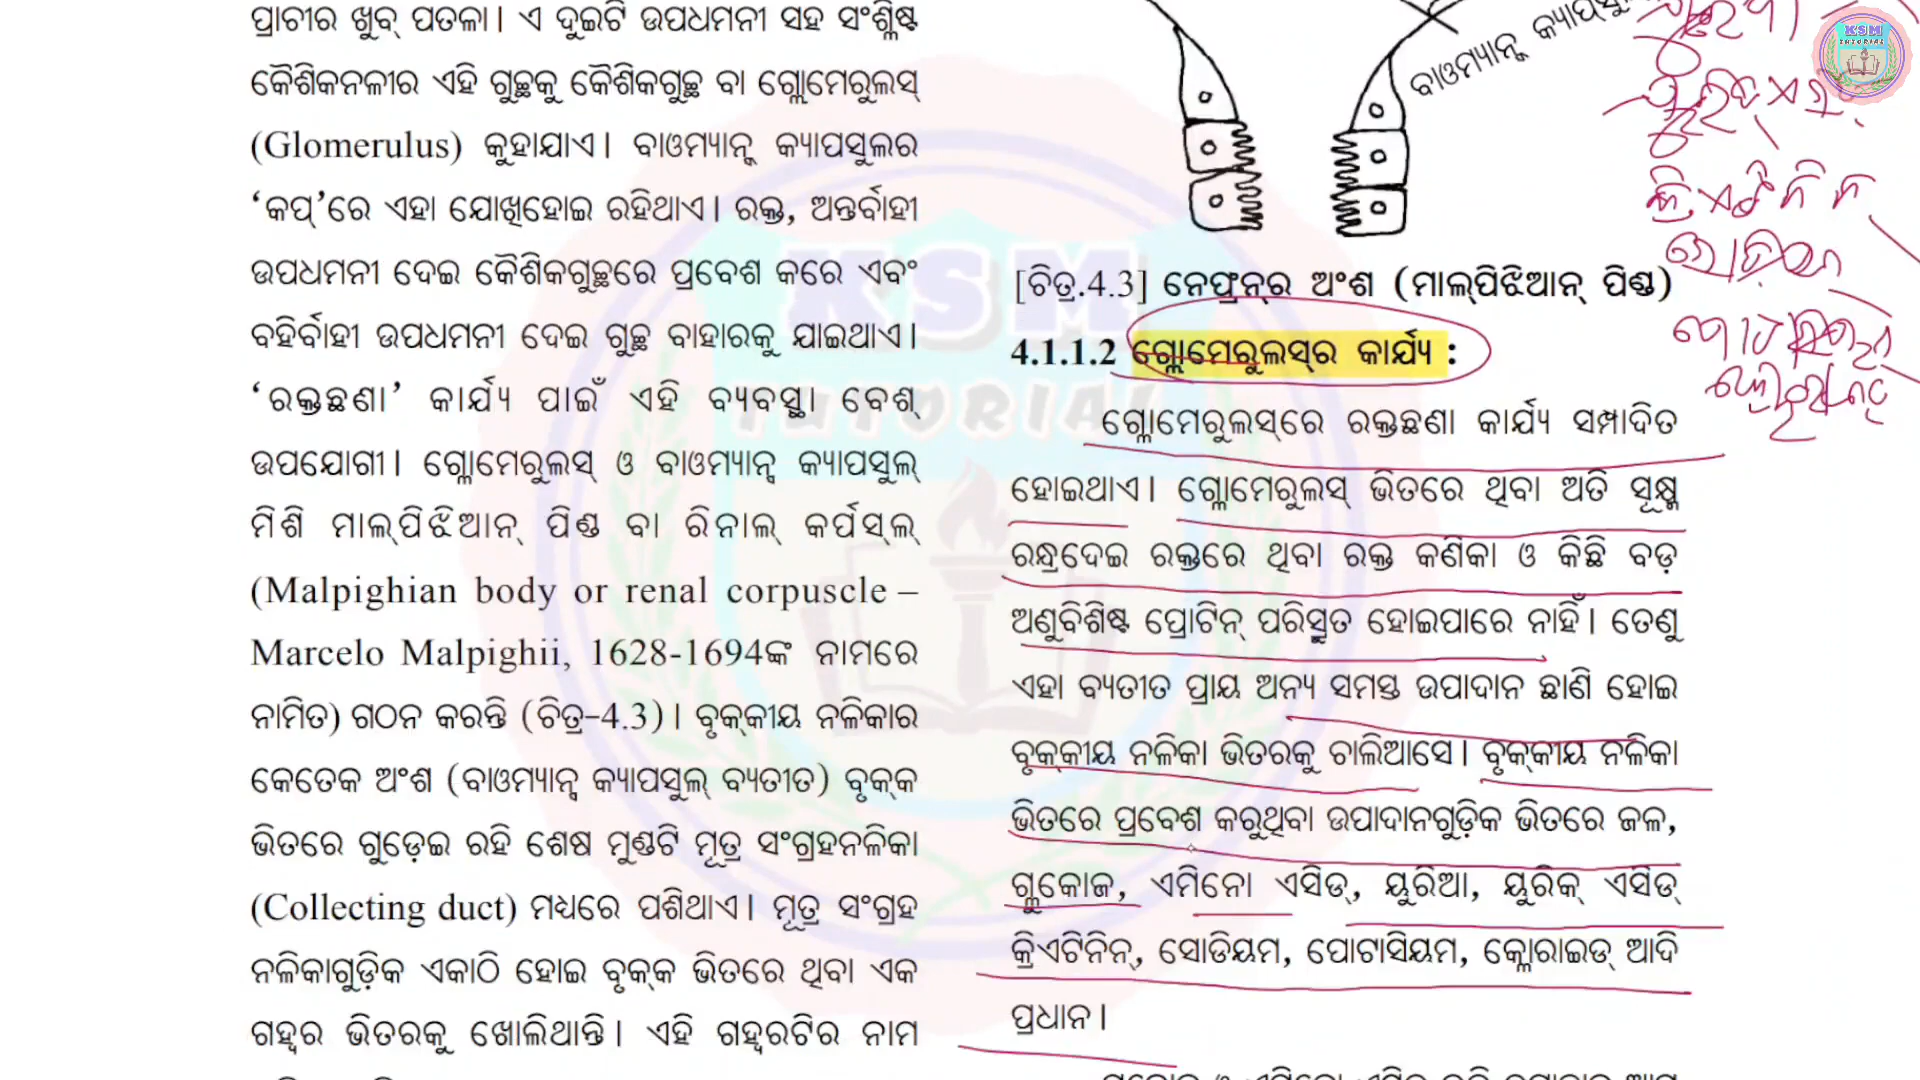 ପ୍ରାଚୀର ଖୁବ୍ ପତଳା। ଏ ଦୁଇଟି ଉପଧମନୀ ସହ ସଂଶ୍ଳିଷ୍ଟ
କୈଶିକନଳୀର ଏହି ଗୁଚ୍ଛକୁ କୈଶିକଗୁଚ୍ଛ ବା ଗ୍ଲୋମେରୁଲସ୍
(Glomerulus) କୁହାଯାଏ। ବାଓମ୍ୟାନ୍ସ୍ କ୍ୟାପସୁଲର
‘କପ୍’ରେ ଏହା ଯୋଖିହୋଇ ରହିଥାଏ। ରକ୍ତ, ଅନ୍ତର୍ବାହୀ
ଉପଧମନୀ ଦେଇ କୈଶିକଗୁଚ୍ଛରେ ପ୍ରବେଶ କରେ ଏବଂ
ବହିର୍ବାହୀ ଉପଧମନୀ ଦେଇ ଗୁଚ୍ଛ ବାହାରକୁ ଯାଇଥାଏ।
‘ରକ୍ତଛଣା’ କାର୍ଯ୍ୟ ପାଇଁ ଏହି ବ୍ୟବସ୍ଥା ବେଶ୍
ଉପଯୋଗୀ। ଗ୍ଲୋମେରୁଲସ୍ ଓ ବାଓମ୍ୟାନ୍ସ କ୍ୟାପସୁଲ୍
ମିଶି ମାଲ୍‌ପିଝିଆନ୍ ପିଣ୍ଡ ବା ରିନାଲ୍ କର୍ପସ୍‌ଲ୍
(Malpighian body or renal corpuscle –
Marcelo Malpighii, 1628-1694ଙ୍କ ନାମରେ
ନାମିତ) ଗଠନ କରନ୍ତି (ଚିତ୍ର-4.3)। ବୃକ୍‌କୀୟ ନଳିକାର
କେତେକ ଅଂଶ (ବାଓମ୍ୟାନ୍ସ କ୍ୟାପସୁଲ୍ ବ୍ୟତୀତ) ବୃକ୍‌କ
ଭିତରେ ଗୁଡ଼େଇ ରହି ଶେଷ ମୁଣ୍ଡଟି ମୂତ୍ର ସଂଗ୍ରହନଳିକା
(Collecting duct) ମଧ୍ୟରେ ପଶିଥାଏ। ମୂତ୍ର ସଂଗ୍ରହ
ନଳିକାଗୁଡ଼ିକ ଏକାଠି ହୋଇ ବୃକ୍‌କ ଭିତରେ ଥିବା ଏକ
ଗହ୍ୱର ଭିତରକୁ ଖୋଲିଥାନ୍ତି। ଏହି ଗହ୍ୱରଟିର ନାମ
ବାଓମ୍ୟାନ୍ସ୍
[ଚିତ୍ର.4.3] ନେଫ୍ରନ୍‌ର ଅଂଶ (ମାଲ୍‌ପିଝିଆନ୍ ପିଣ୍ଡ)
4.1.1.2 ଗ୍ଲୋମେରୁଲସ୍‌ର କାର୍ଯ୍ୟ :
ଗ୍ଲୋମେରୁଲସ୍‌ରେ ରକ୍ତଛଣା କାର୍ଯ୍ୟ ସମ୍ପାଦିତ
ହୋଇଥାଏ। ଗ୍ଲୋମେରୁଲସ୍ ଭିତରେ ଥିବା ଅତି ସୂକ୍ଷ୍ମ
ରନ୍ଧ୍ରଦେଇ ରକ୍ତରେ ଥିବା ରକ୍ତ କଣିକା ଓ କିଛି ବଡ଼
ଅଣୁବିଶିଷ୍ଟ ପ୍ରୋଟିନ୍ ପରିସ୍ରୁତ ହୋଇପାରେ ନାହିଁ। ତେଣୁ
ଏହା ବ୍ୟତୀତ ପ୍ରାୟ ଅନ୍ୟ ସମସ୍ତ ଉପାଦାନ ଛାଣି ହୋଇ
ବୃକ୍‌କୀୟ ନଳିକା ଭିତରକୁ ଚାଲିଆସେ। ବୃକ୍‌କୀୟ ନଳିକା
ଭିତରେ ପ୍ରବେଶ କରୁଥିବା ଉପାଦାନଗୁଡ଼ିକ ଭିତରେ ଜଳ,
ଗ୍ଲୁକୋଜ, ଏମିନୋ ଏସିଡ୍, ୟୁରିଆ, ୟୁରିକ୍ ଏସିଡ୍
କ୍ରିଏଟିନିନ୍, ସୋଡିୟମ, ପୋଟାସିୟମ, କ୍ଲୋରାଇଡ୍ ଆଦି
ପ୍ରଧାନ।
KSM
TUTORIAL
KSM
TUTORIAL